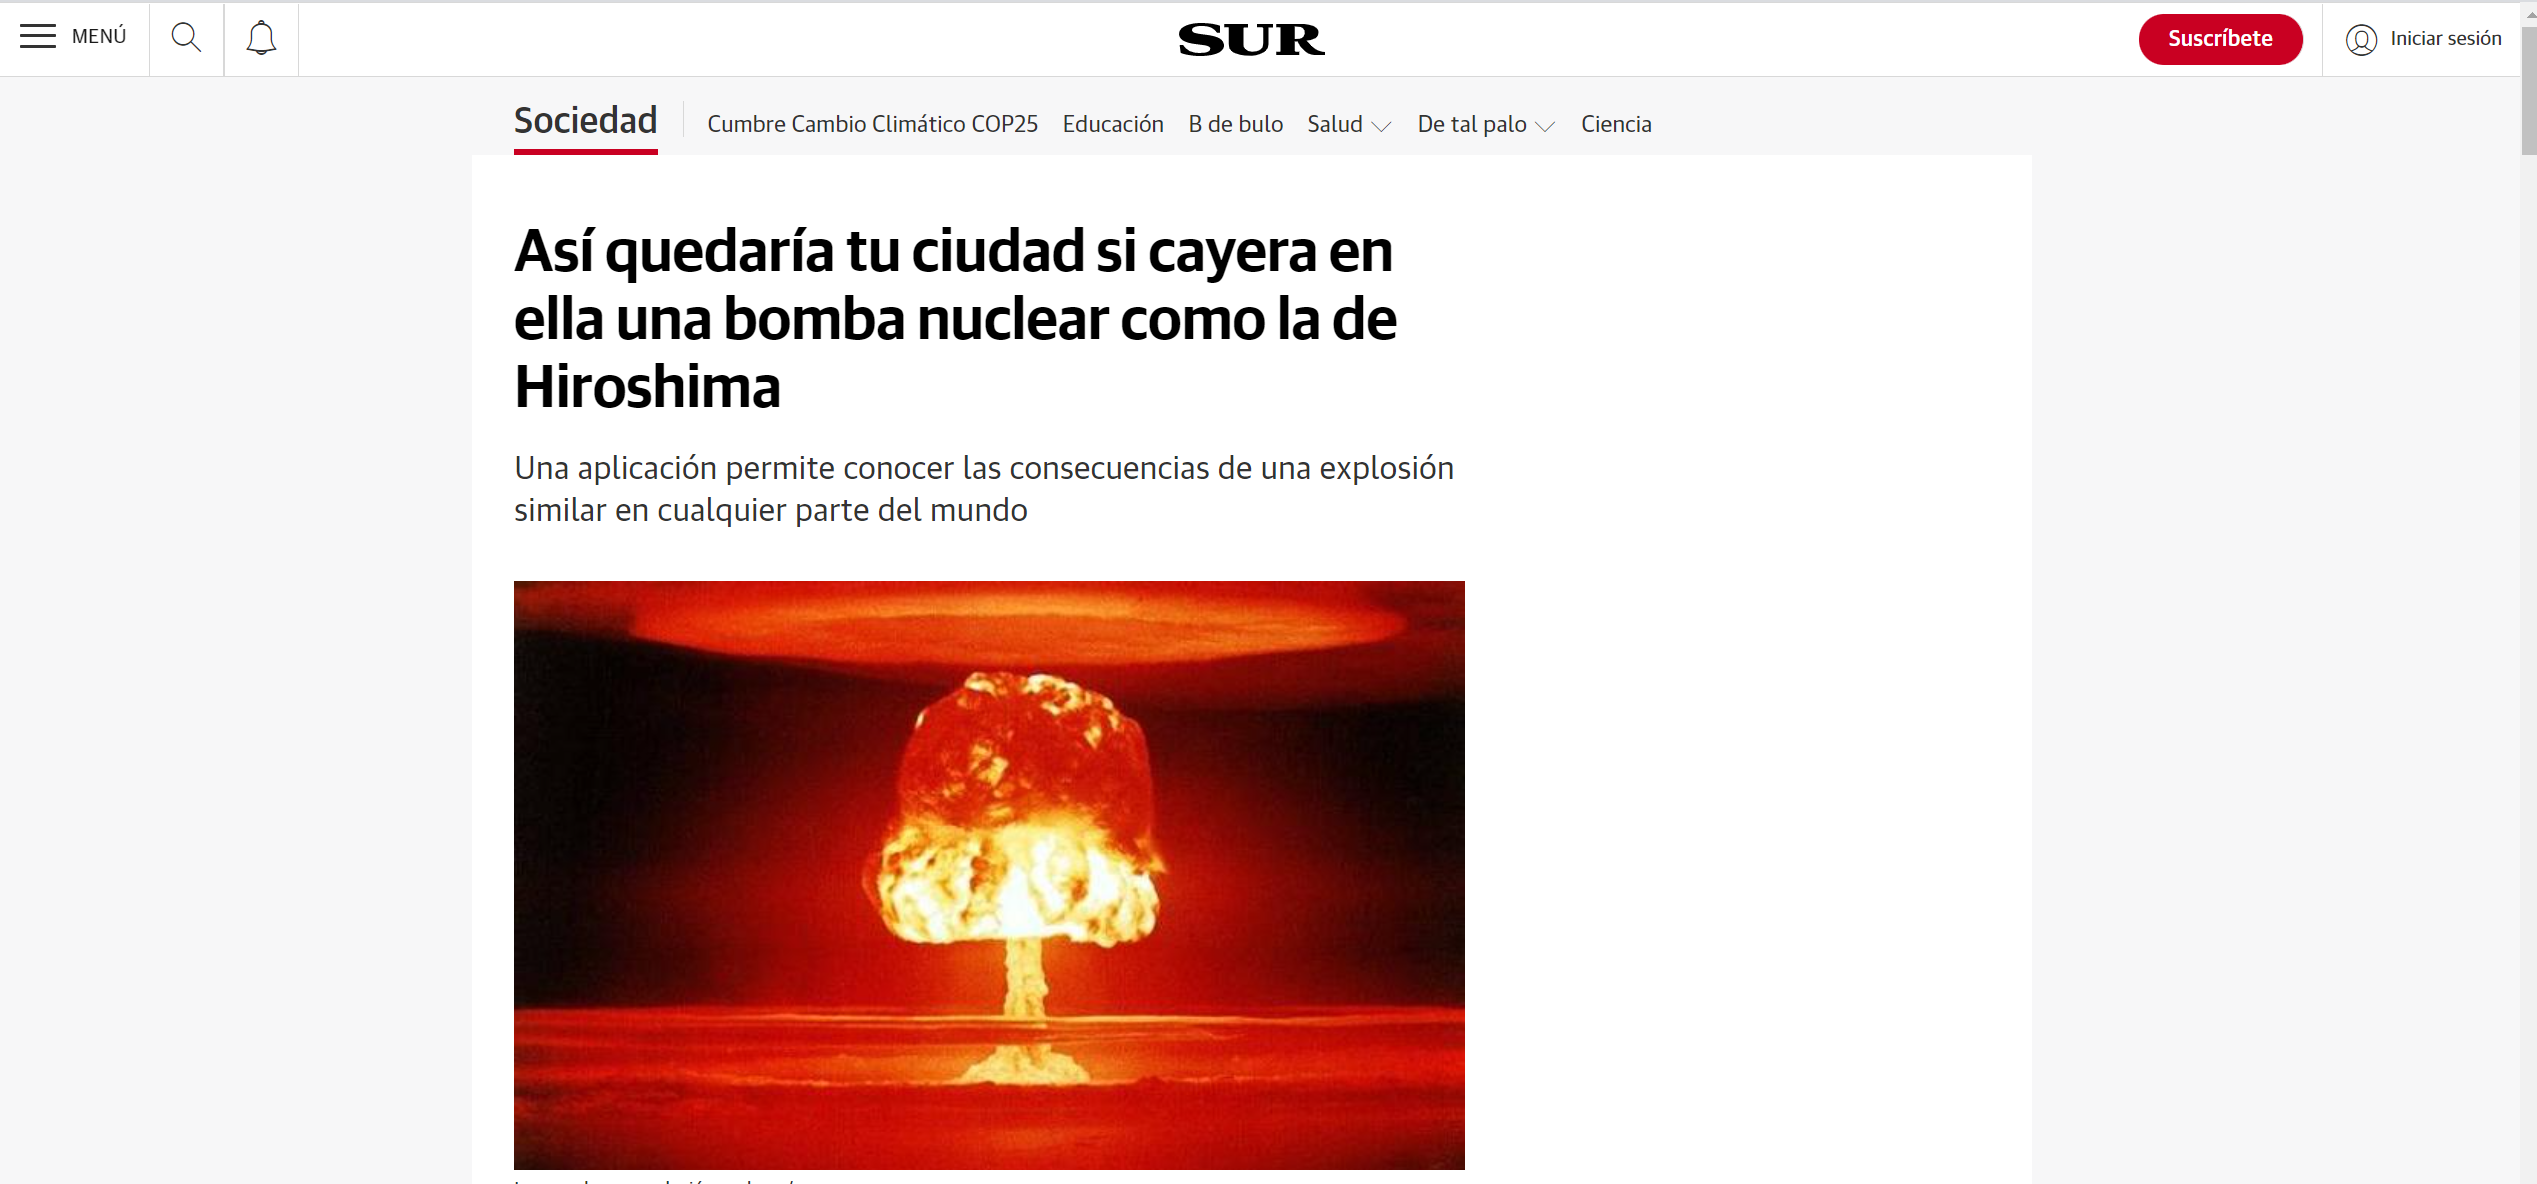 MENÚ
SUR
Suscríbete
Iniciar sesión
Sociedad
Cumbre Cambio Climático COP25 Educación B de bulo Salud De tal palo Ciencia
Así quedaría tu ciudad si cayera en
ella una bomba nuclear como la de
Hiroshima
Una aplicación permite conocer las consecuencias de una explosión
similar en cualquier parte del mundo